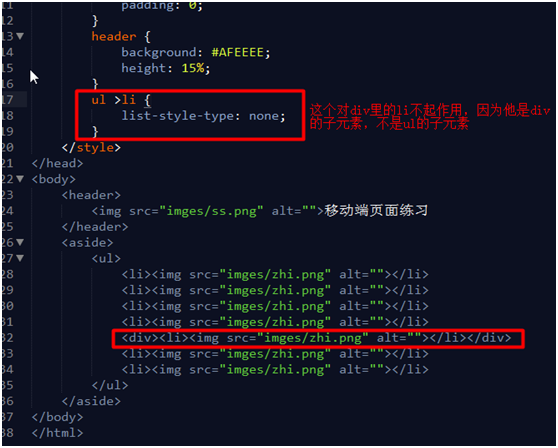 11 padding: 0;
12 }
13 header {
14 background: #AFEEEE;
15 height: 15%;
16 }
17 ul >li {
18 list-style-type: none;
19 }
20 </style>
21 </head>
22 <body>
23 <header>
24 <img src="imges/ss.png" alt="">移动端页面练习
25 </header>
26 <aside>
27 <ul>
28 <li><img src="imges/zhi.png" alt=""></li>
29 <li><img src="imges/zhi.png" alt=""></li>
30 <li><img src="imges/zhi.png" alt=""></li>
31 <li><img src="imges/zhi.png" alt=""></li>
32 <div><li><img src="imges/zhi.png" alt=""></li></div>
33 <li><img src="imges/zhi.png" alt=""></li>
34 <li><img src="imges/zhi.png" alt=""></li>
35 </ul>
36 </aside>
37 </body>
38 </html>
这个对div里的li不起作用，因为他是div
的子元素，不是ul的子元素